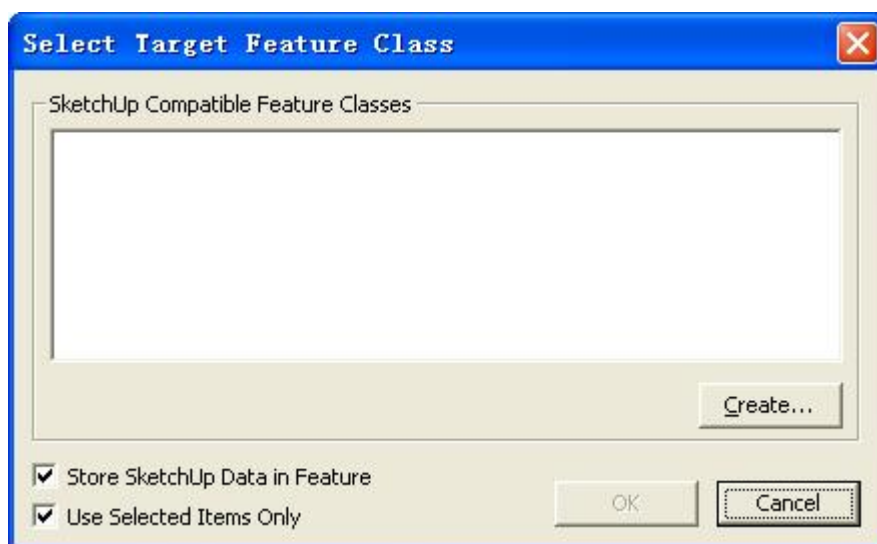 Select Target Feature Class
SketchUp Compatible Feature Classes
Create...
Store SketchUp Data in Feature
Use Selected Items Only
OK
Cancel